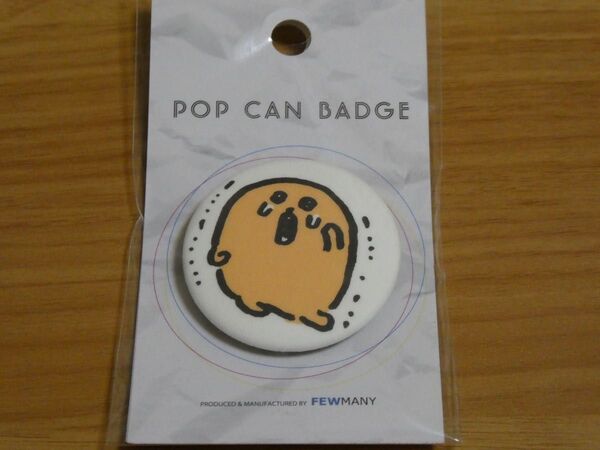 POP CAN BADGE
PRODUCED & MANUFACTURED BY FEWMANY